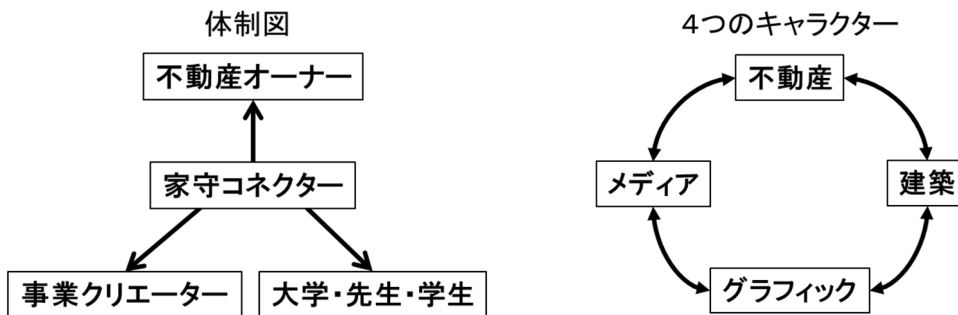 体制図
不動産オーナー
家守コネクター
事業クリエーター
大学・先生・学生
4つのキャラクター
不動産
メディア
建築
グラフィック